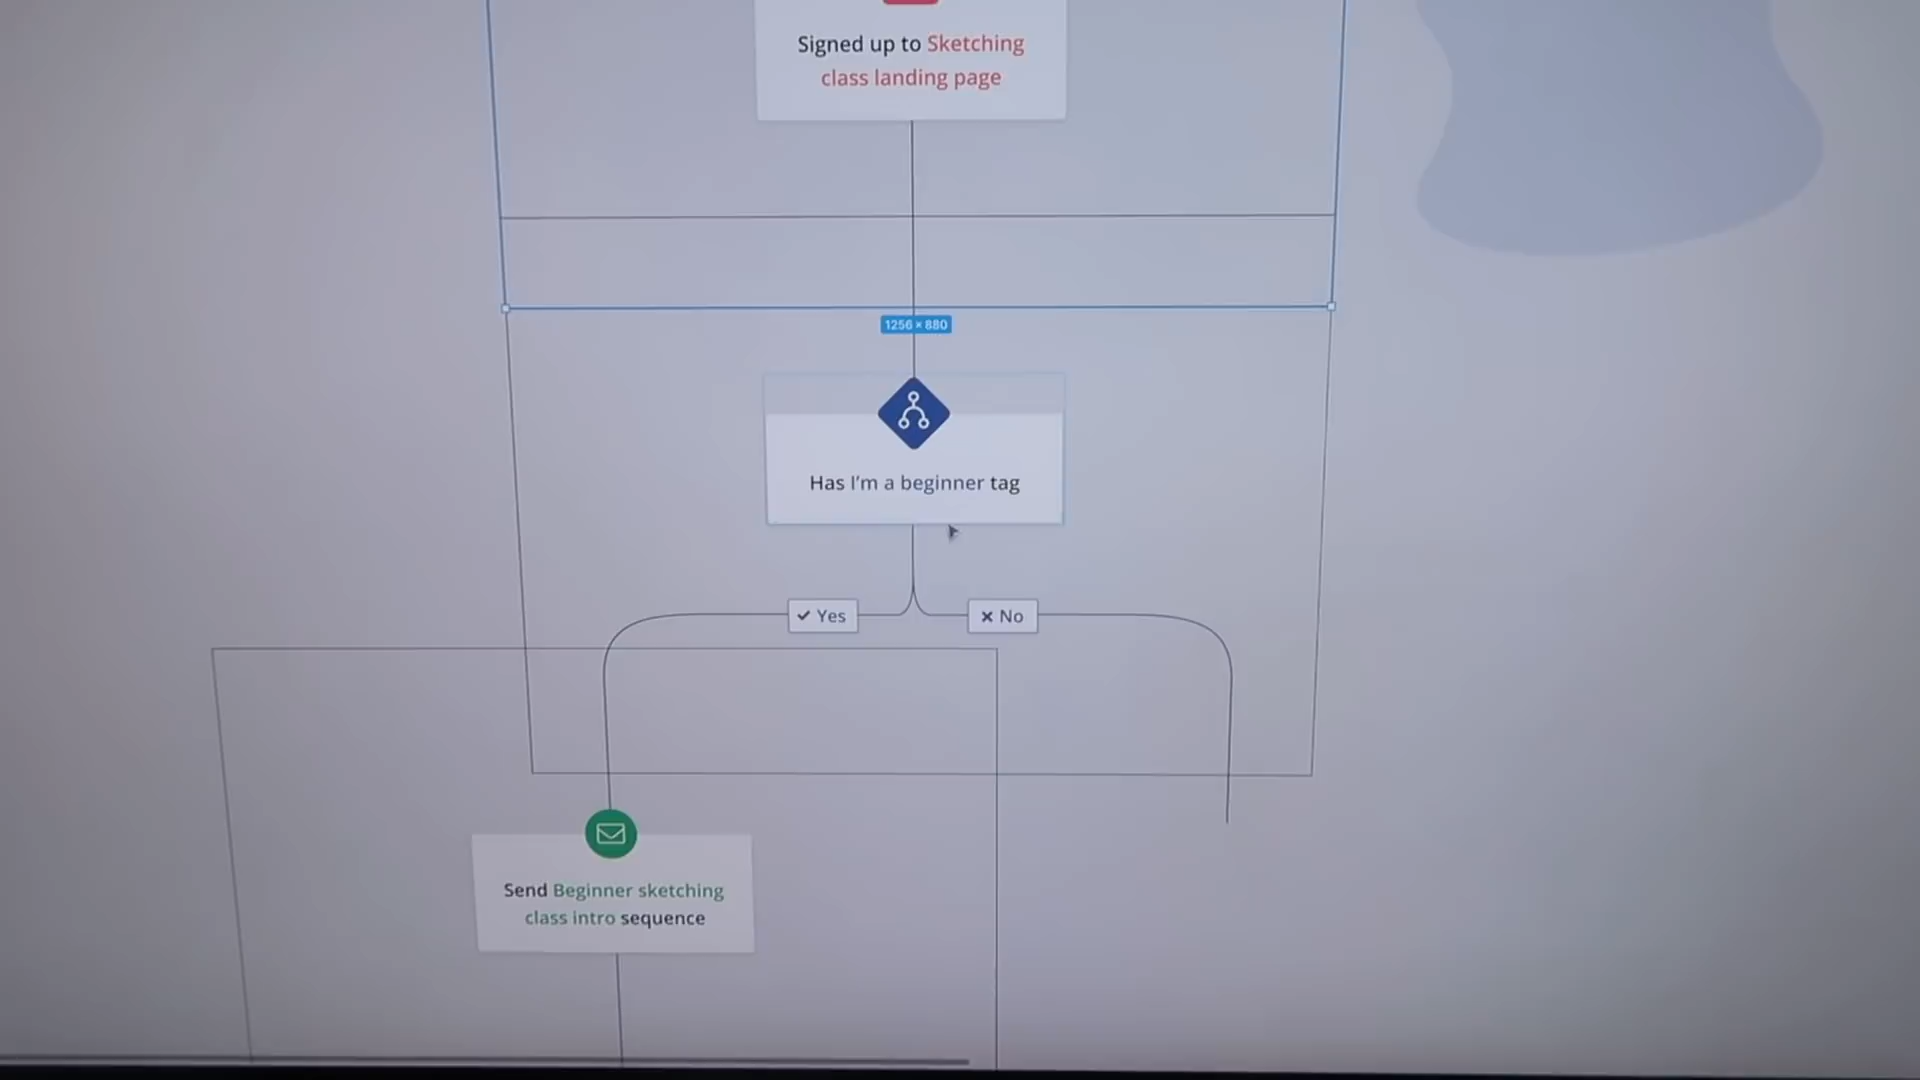 Signed up to Sketching
class landing page
1256 × 880
Has I’m a beginner tag
Yes
No
Send Beginner sketching
class intro sequence